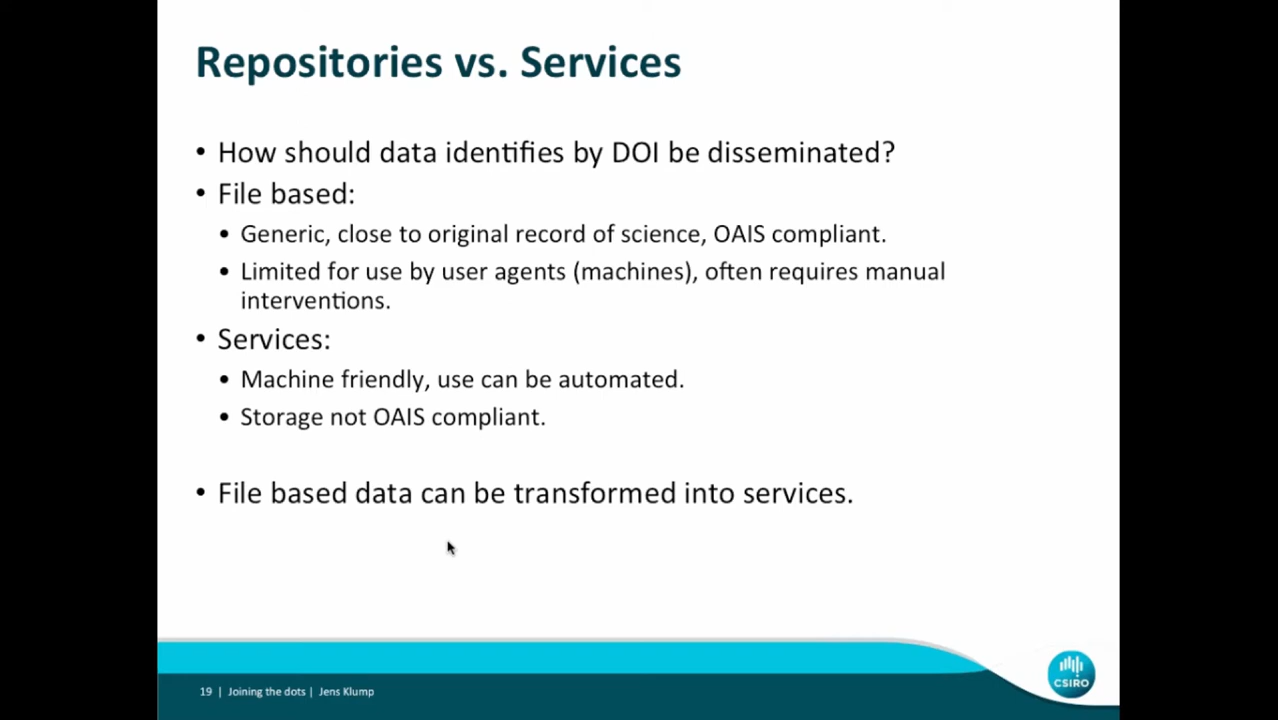 Repositories vs. Services
• How should data identifies by DOI be disseminated?
• File based:
• Generic, close to original record of science, OAIS compliant.
• Limited for use by user agents (machines), often requires manual
interventions.
• Services:
• Machine friendly, use can be automated.
• Storage not OAIS compliant.
• File based data can be transformed into services.
19 | Joining the dots | Jens Klump
CSIRO